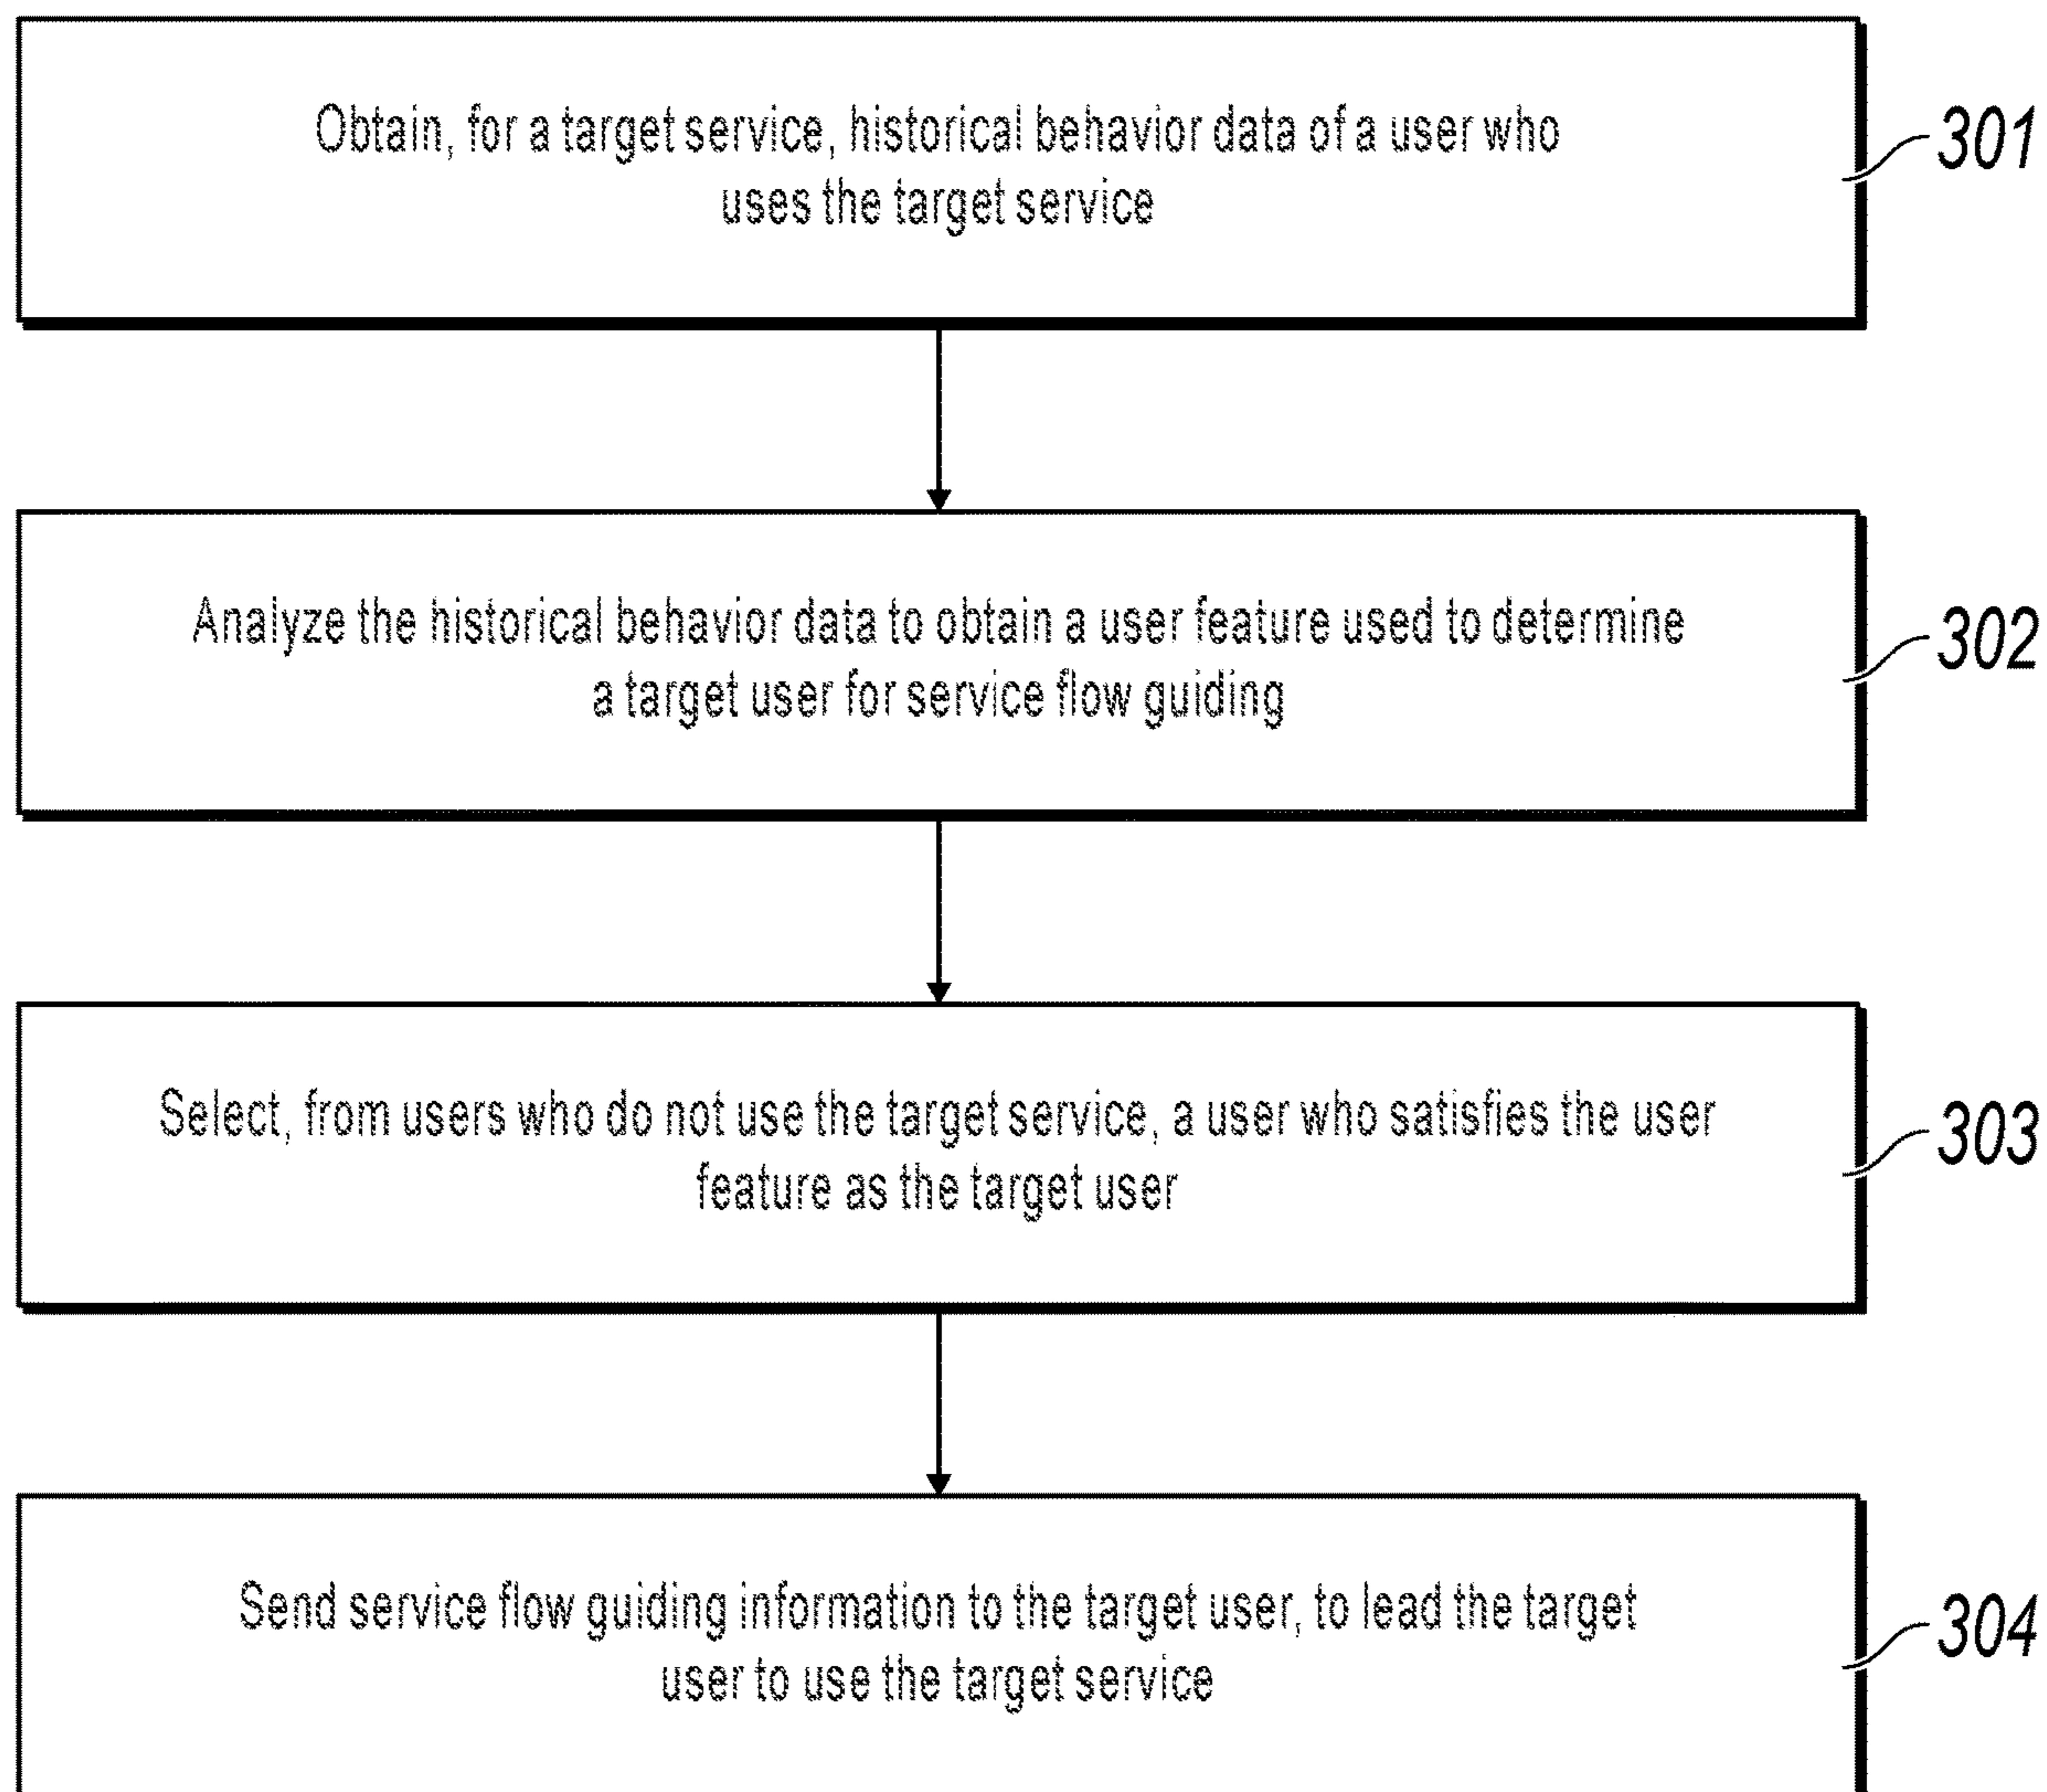 Obtain, for a target service, historical behavior data of a user who
uses the target service
301
Analyze the historical behavior data to obtain a user feature used to determine
a target user for service flow guiding
302
Select, from users who do not use the target service, a user who satisfies the user
feature as the target user
303
Send service flow guiding information to the target user, to lead the target
user to use the target service
304